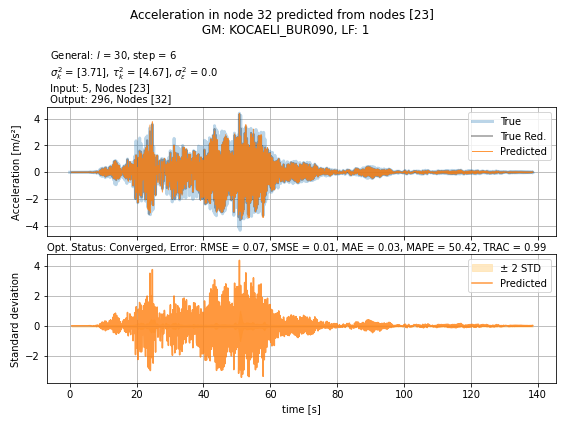 Acceleration in node 32 predicted from nodes [23]
GM: KOCAELI_BUR090, LF: 1
General: l = 30, step = 6
σ²ₖ = [3.71], τ²ₖ = [4.67], σ²ε = 0.0
Input: 5, Nodes [23]
Output: 296, Nodes [32]
True
True Red.
Predicted
Acceleration [m/s²]
4
2
0
−2
−4
Opt. Status: Converged, Error: RMSE = 0.07, SMSE = 0.01, MAE = 0.03, MAPE = 50.42, TRAC = 0.99
± 2 STD
Predicted
Standard deviation
4
2
0
−2
0 20 40 60 80 100 120 140
time [s]